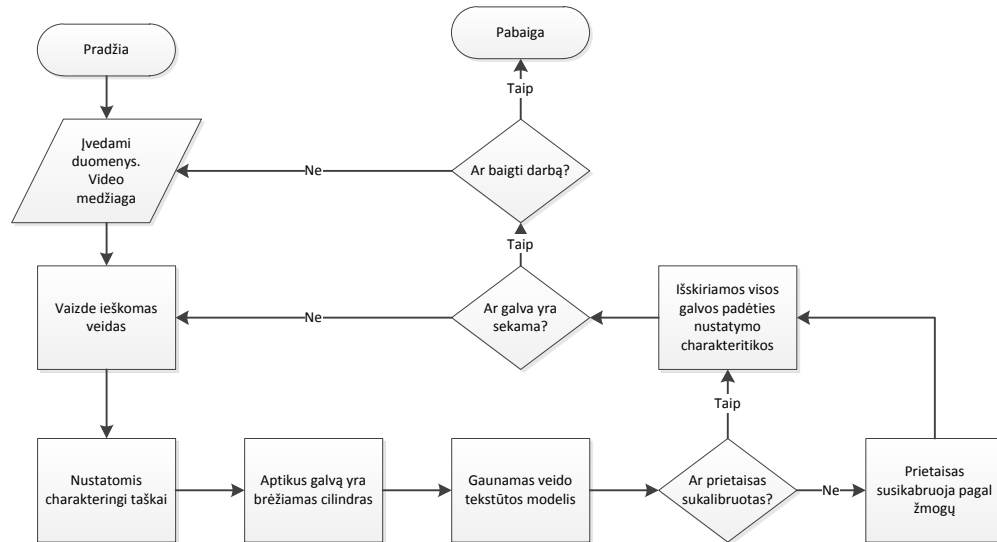 Pradžia
Įvedami
duomenys.
Video
medžiaga
Vaizde ieškomas
veidas
Nustatomis
charakteringi taškai
Aptikus galvą yra
brėžiamas cilindras
Gaunamas veido
tekstūtos modelis
Ar prietaisas
sukalibruotas?
Ne
Prietaisas
susikabruoja pagal
žmogų
Taip
Išskiriamos visos
galvos padėties
nustatymo
charakteritikos
Ar galva yra
sekama?
Ne
Taip
Ar baigti darbą?
Ne
Taip
Pabaiga